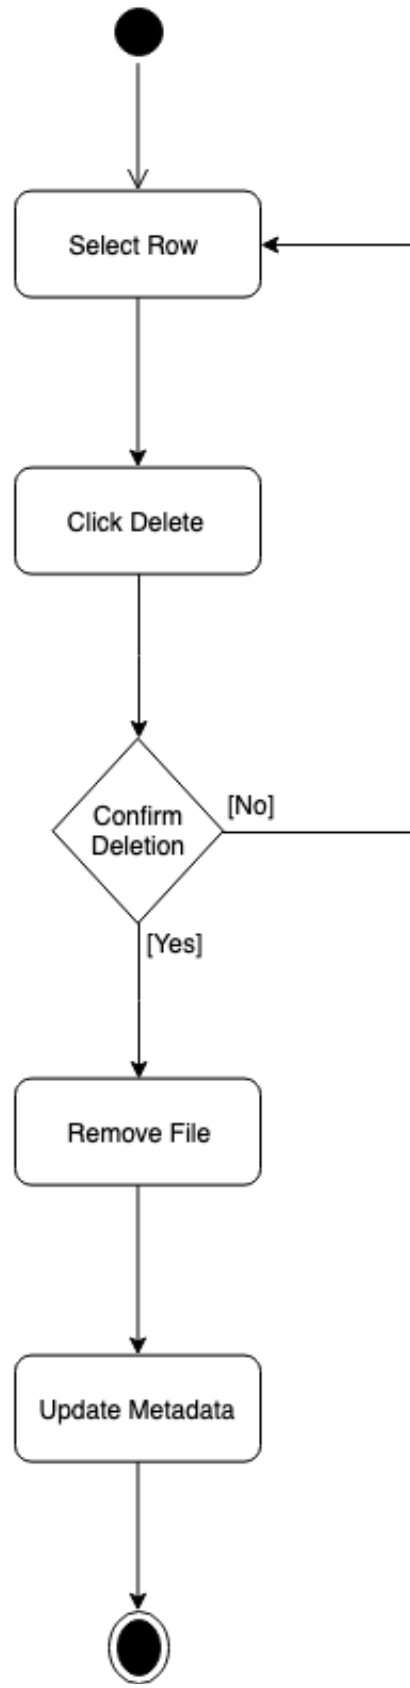 Select Row
Click Delete
Confirm
Deletion
[No]
[Yes]
Remove File
Update Metadata